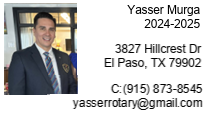 Yasser Murga
2024-2025
3827 Hillcrest Dr
El Paso, TX 79902
C:(915) 873-8545
yasserrotary@gmail.com